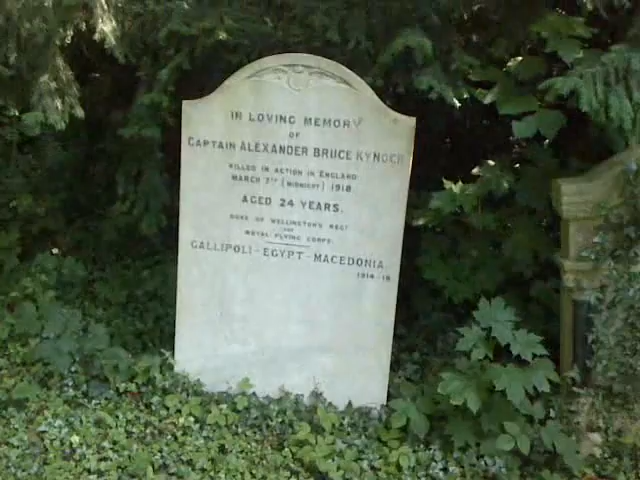 IN LOVING MEMORY
OF
CAPTAIN ALEXANDER BRUCE KYNOCH
KILLED IN ACTION IN ENGLAND
MARCH 7TH (MIDNIGHT) 1918
AGED 24 YEARS.
DUKE OF WELLINGTON'S REGT
AND
ROYAL FLYING CORPS.
GALLIPOLI - EGYPT - MACEDONIA
1914-18